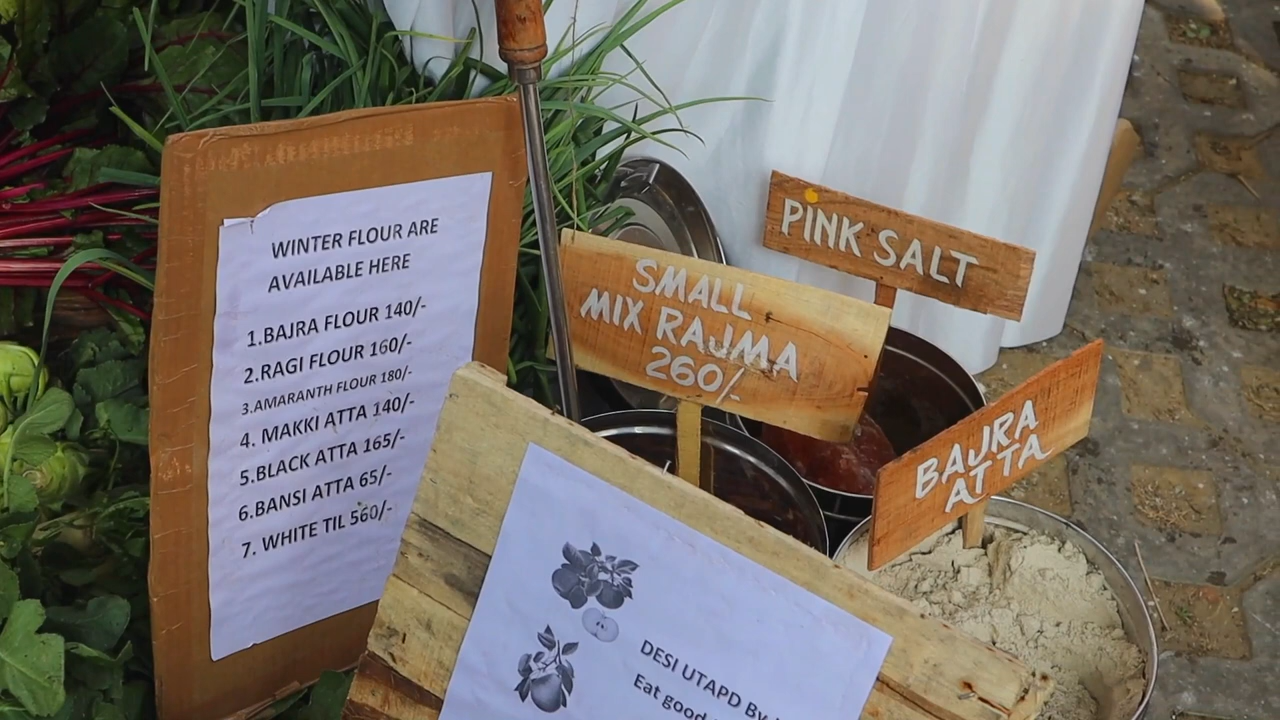 WINTER FLOUR ARE
AVAILABLE HERE
1.BAJRA FLOUR 140/-
2.RAGI FLOUR 160/-
3.AMARANTH FLOUR 180/-
4. MAKKI ATTA 140/-
5.BLACK ATTA 165/-
6.BANSI ATTA 65/-
7. WHITE TIL 560/-
PINK SALT
SMALL
MIX RAJMA
260/-
BAJRA
ATTA
DESI UTAPD By
Eat good